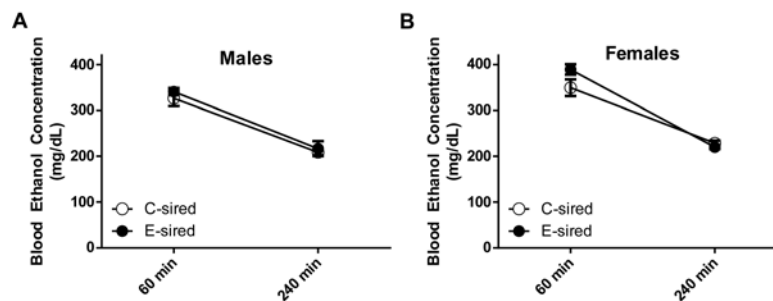 A
Males
Blood Ethanol Concentration
(mg/dL)
400
300
200
100
0
C-sired
E-sired
60 min
240 min
B
Females
Blood Ethanol Concentration
(mg/dL)
400
300
200
100
0
C-sired
E-sired
60 min
240 min